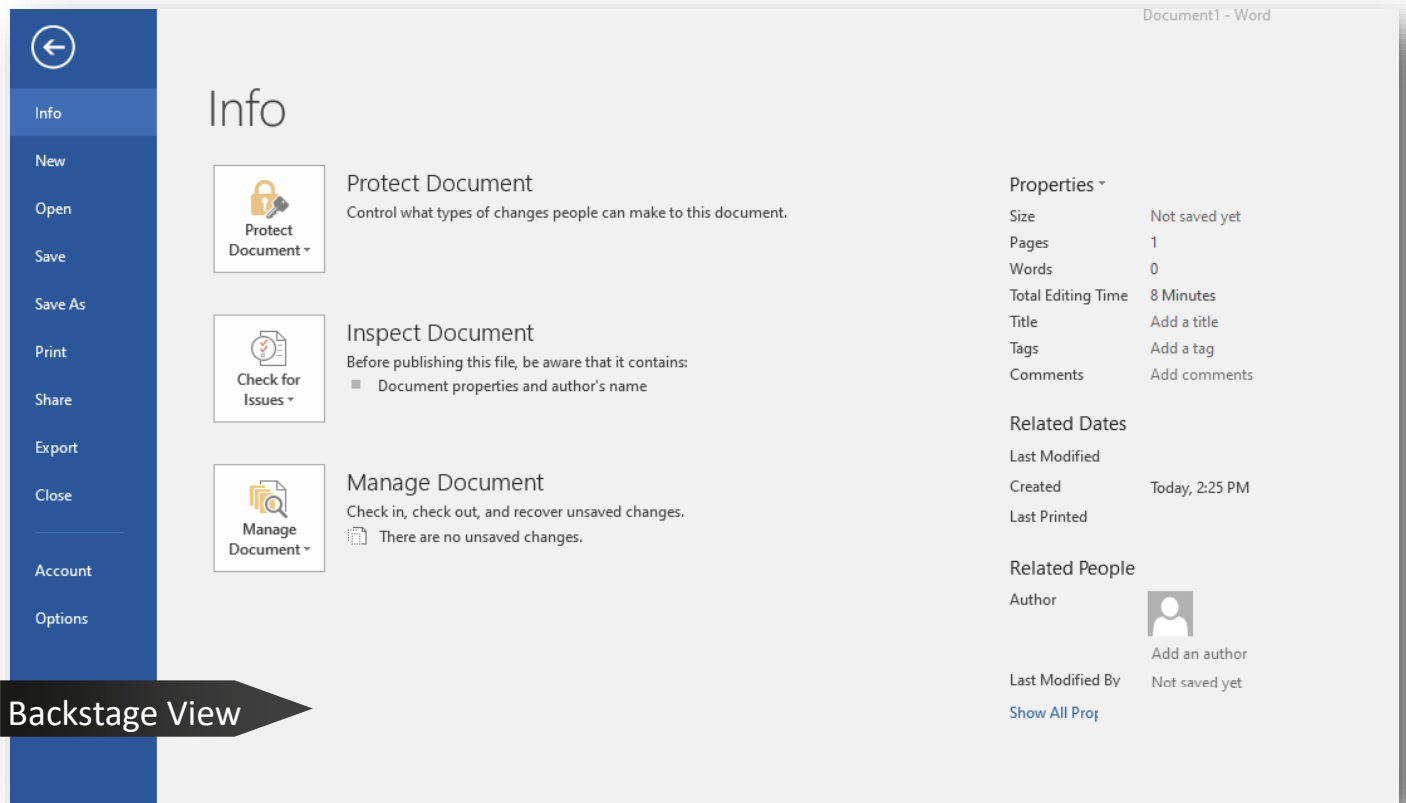 Document1 - Word
Info
New
Open
Save
Save As
Print
Share
Export
Close
Account
Options
Backstage View
Info
Protect
Document
Protect Document
Control what types of changes people can make to this document.
Check for
Issues
Inspect Document
Before publishing this file, be aware that it contains:
Document properties and author's name
Manage
Document
Manage Document
Check in, check out, and recover unsaved changes.
There are no unsaved changes.
Properties
Size Not saved yet
Pages 1
Words 0
Total Editing Time 8 Minutes
Title Add a title
Tags Add a tag
Comments Add comments
Related Dates
Last Modified
Created Today, 2:25 PM
Last Printed
Related People
Author
Add an author
Last Modified By Not saved yet
Show All Prop